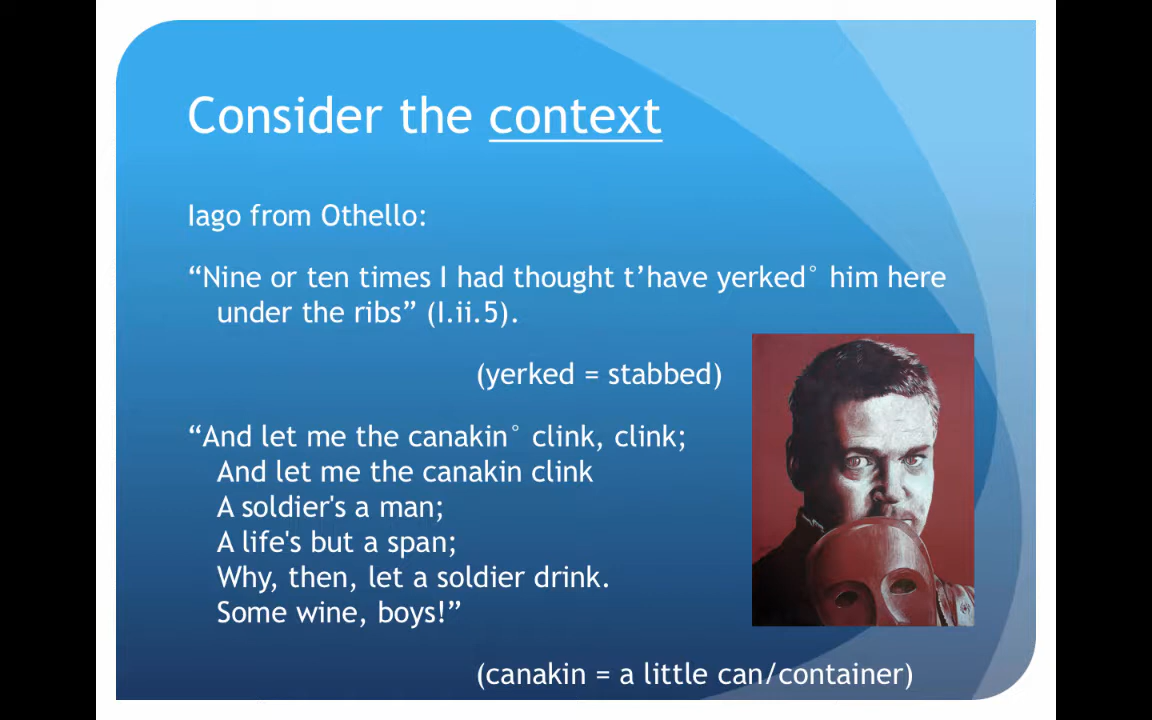 Consider the context
Iago from Othello:
“Nine or ten times I had thought t’have yerked° him here
under the ribs” (I.ii.5).
(yerked = stabbed)
“And let me the canakin° clink, clink;
And let me the canakin clink
A soldier's a man;
A life's but a span;
Why, then, let a soldier drink.
Some wine, boys!”
(canakin = a little can/container)